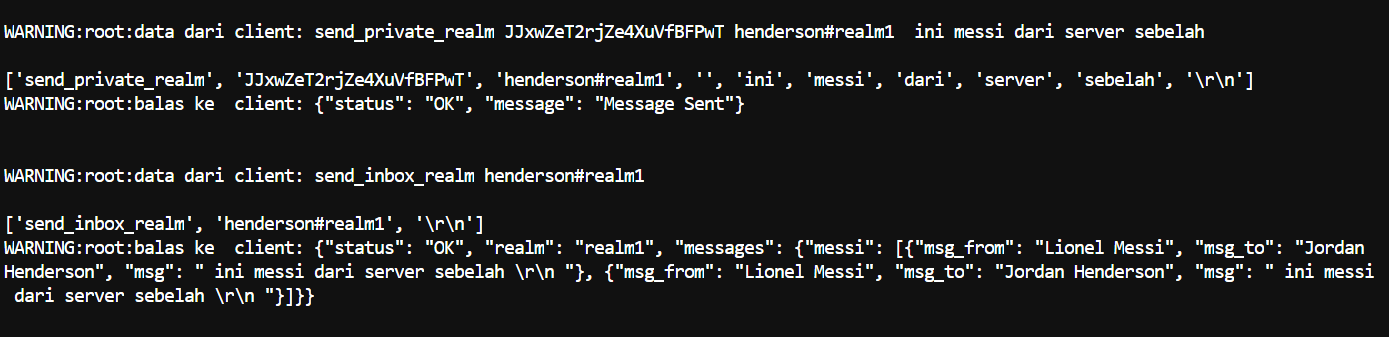 WARNING:root:data dari client: send_private_realm JJxwZeT2rjZe4XuVfBFPwT henderson#realm1  ini messi dari server sebelah
['send_private_realm', 'JJxwZeT2rjZe4XuVfBFPwT', 'henderson#realm1', '', 'ini', 'messi', 'dari', 'server', 'sebelah', '\r\n']
WARNING:root:balas ke  client: {"status": "OK", "message": "Message Sent"}
WARNING:root:data dari client: send_inbox_realm henderson#realm1
['send_inbox_realm', 'henderson#realm1', '\r\n']
WARNING:root:balas ke  client: {"status": "OK", "realm": "realm1", "messages": {"messi": [{"msg_from": "Lionel Messi", "msg_to": "Jordan
Henderson", "msg": " ini messi dari server sebelah \r\n "}, {"msg_from": "Lionel Messi", "msg_to": "Jordan Henderson", "msg": " ini messi
dari server sebelah \r\n "}]}}